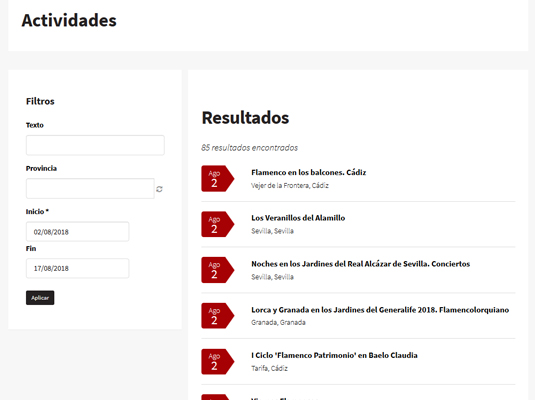 Actividades
Filtros
Texto
Provincia
Inicio *
02/08/2018
Fin
17/08/2018
Aplicar
Resultados
85 resultados encontrados
Ago
2
Flamenco en los balcones. Cádiz
Vejer de la Frontera, Cádiz
Ago
2
Los Veranillos del Alamillo
Sevilla, Sevilla
Ago
2
Noches en los Jardines del Real Alcázar de Sevilla. Conciertos
Sevilla, Sevilla
Ago
2
Lorca y Granada en los Jardines del Generalife 2018. Flamencolorquiano
Granada, Granada
Ago
2
I Ciclo 'Flamenco Patrimonio' en Baelo Claudia
Tarifa, Cádiz